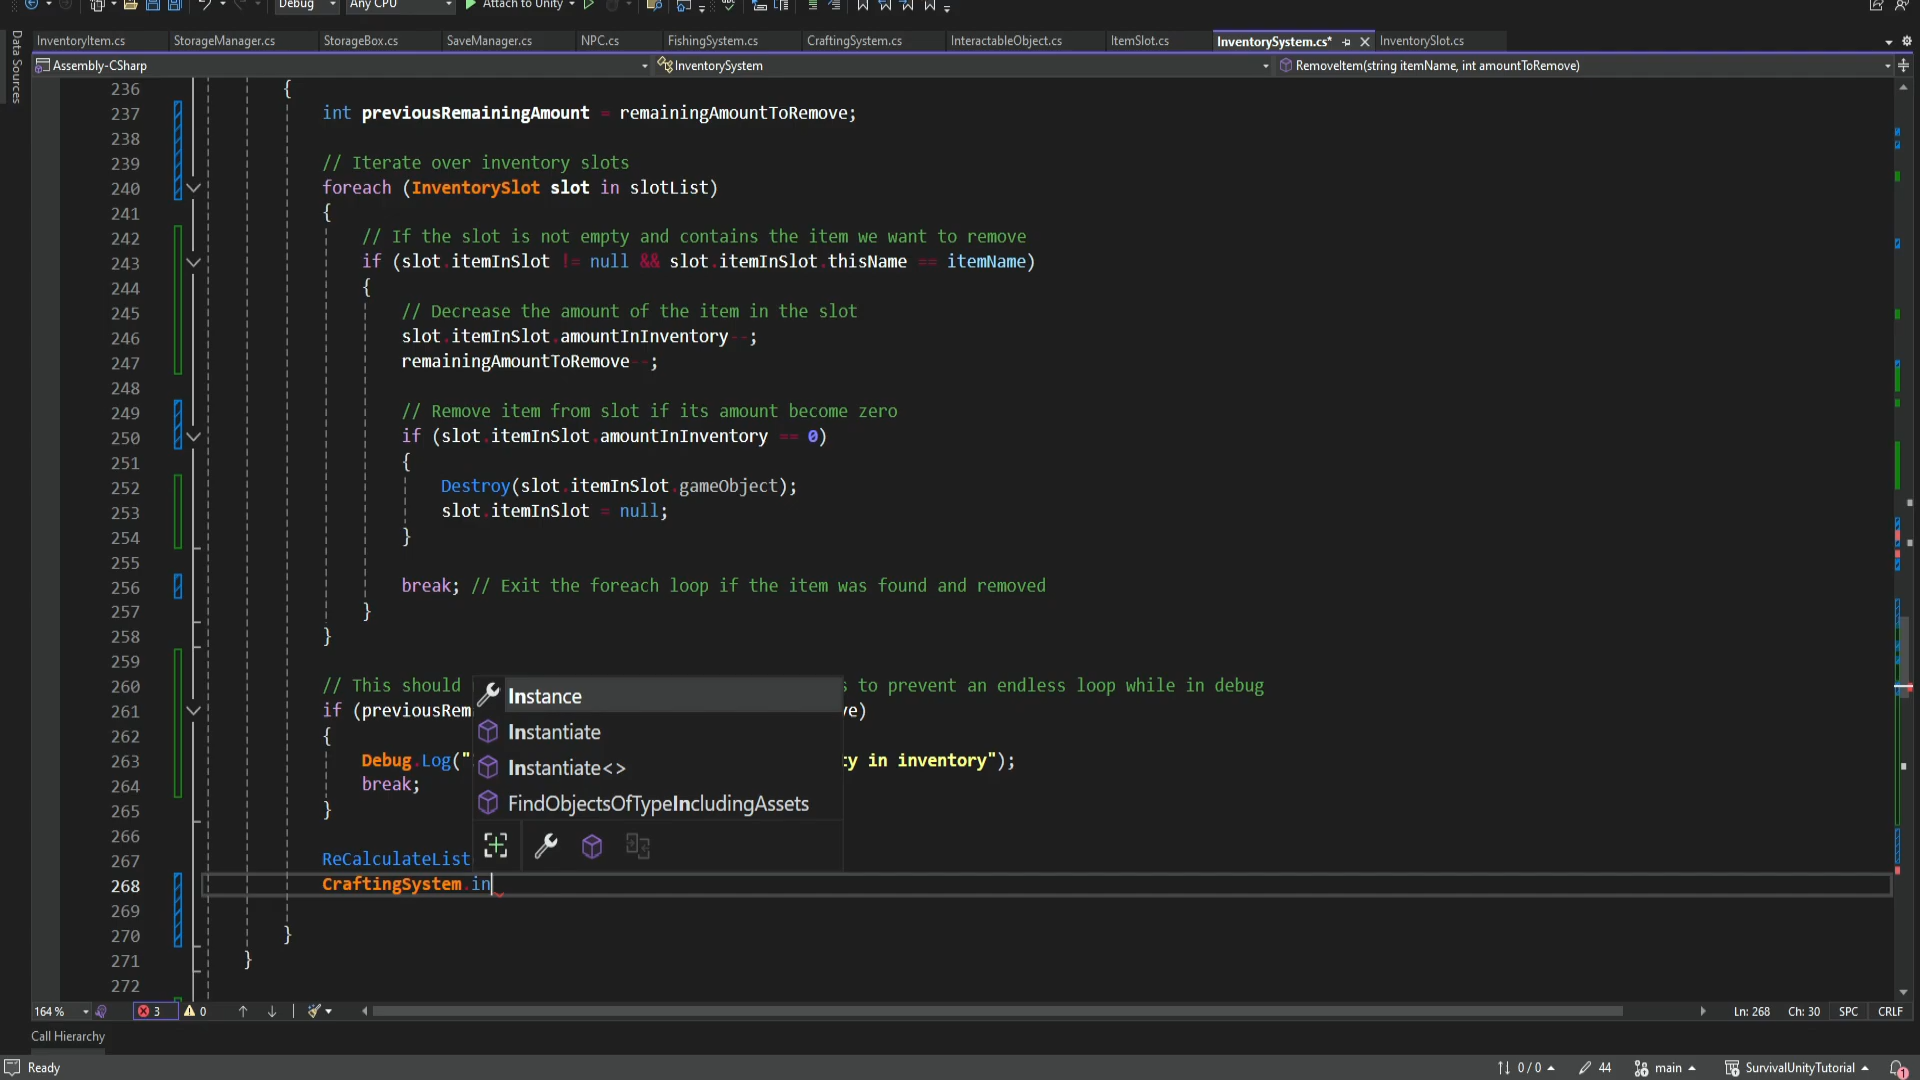 Debug
Any CPU
Attach to Unity
InventoryItem.cs
StorageManager.cs
StorageBox.cs
SaveManager.cs
NPC.cs
FishingSystem.cs
CraftingSystem.cs
InteractableObject.cs
ItemSlot.cs
InventorySystem.cs*
InventorySlot.cs
Data Sources
Assembly-CSharp
InventorySystem
RemoveItem(string itemName, int amountToRemove)
236 {
237 int previousRemainingAmount = remainingAmountToRemove;
238
239 // Iterate over inventory slots
240 foreach (InventorySlot slot in slotList)
241 {
242 // If the slot is not empty and contains the item we want to remove
243 if (slot.itemInSlot != null && slot.itemInSlot.thisName == itemName)
244 {
245 // Decrease the amount of the item in the slot
246 slot.itemInSlot.amountInInventory--;
247 remainingAmountToRemove--;
248
249 // Remove item from slot if its amount become zero
250 if (slot.itemInSlot.amountInInventory == 0)
251 {
252 Destroy(slot.itemInSlot.gameObject);
253 slot.itemInSlot = null;
254 }
255
256 break; // Exit the foreach loop if the item was found and removed
257 }
258 }
259
260 // This should s to prevent an endless loop while in debug
261 if (previousRem ve)
262 {
263 Debug.Log(" ty in inventory");
264 break;
265 }
266
267 ReCalculateList
268 CraftingSystem.in
269
270 }
271 }
272
Instance
Instantiate
Instantiate<>
FindObjectsOfTypeIncludingAssets
164 %
3
0
Ln: 268
Ch: 30
SPC
CRLF
Call Hierarchy
Ready
0 / 0
44
main
SurvivalUnityTutorial
1